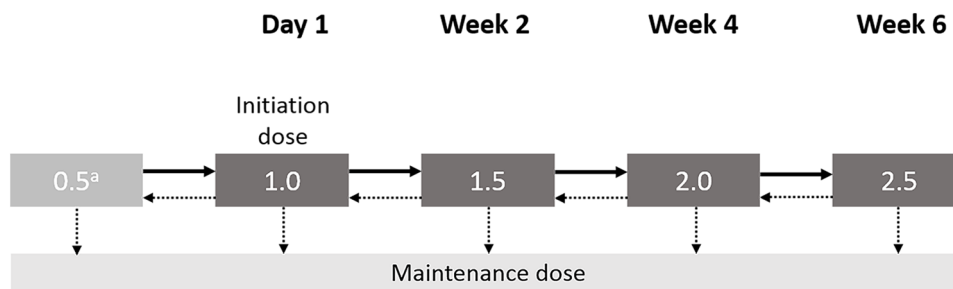 Day 1 Week 2 Week 4 Week 6
Initiation
dose
0.5ᵃ 1.0 1.5 2.0 2.5
Maintenance dose